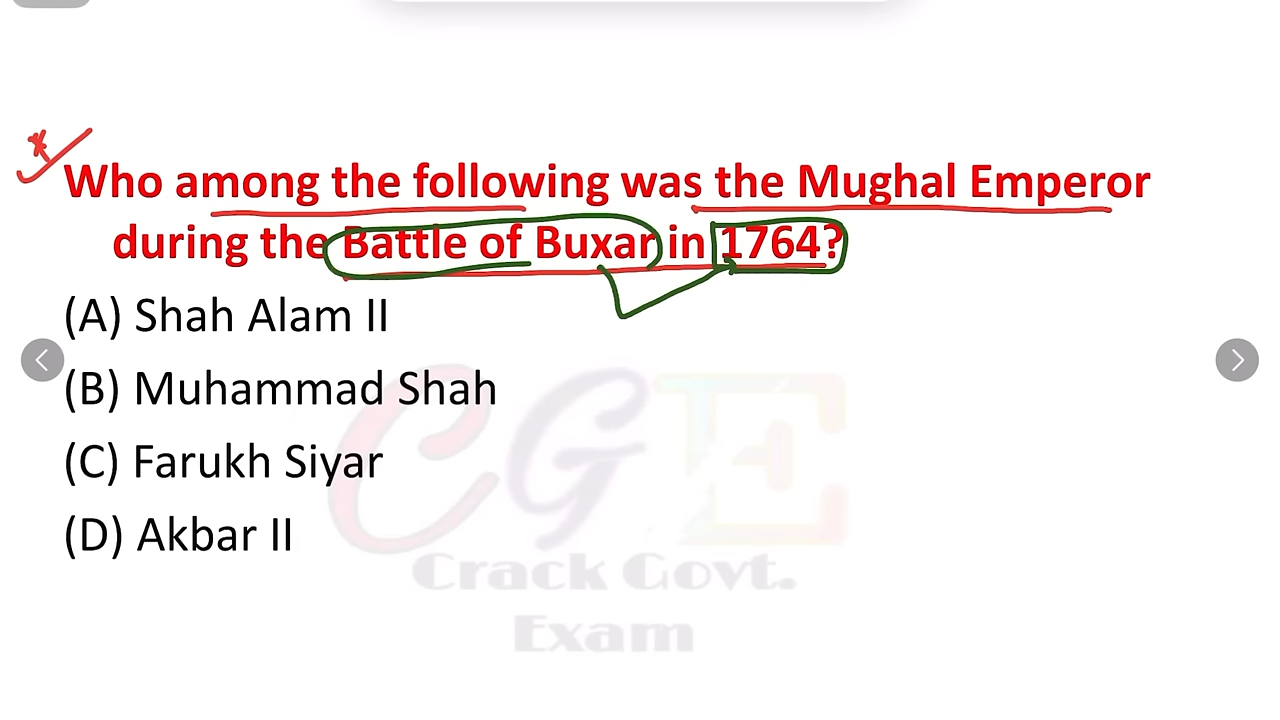 Who among the following was the Mughal Emperor
during the Battle of Buxar in 1764?
(A) Shah Alam II
(B) Muhammad Shah
(C) Farukh Siyar
(D) Akbar II
CGE
Crack Govt.
Exam